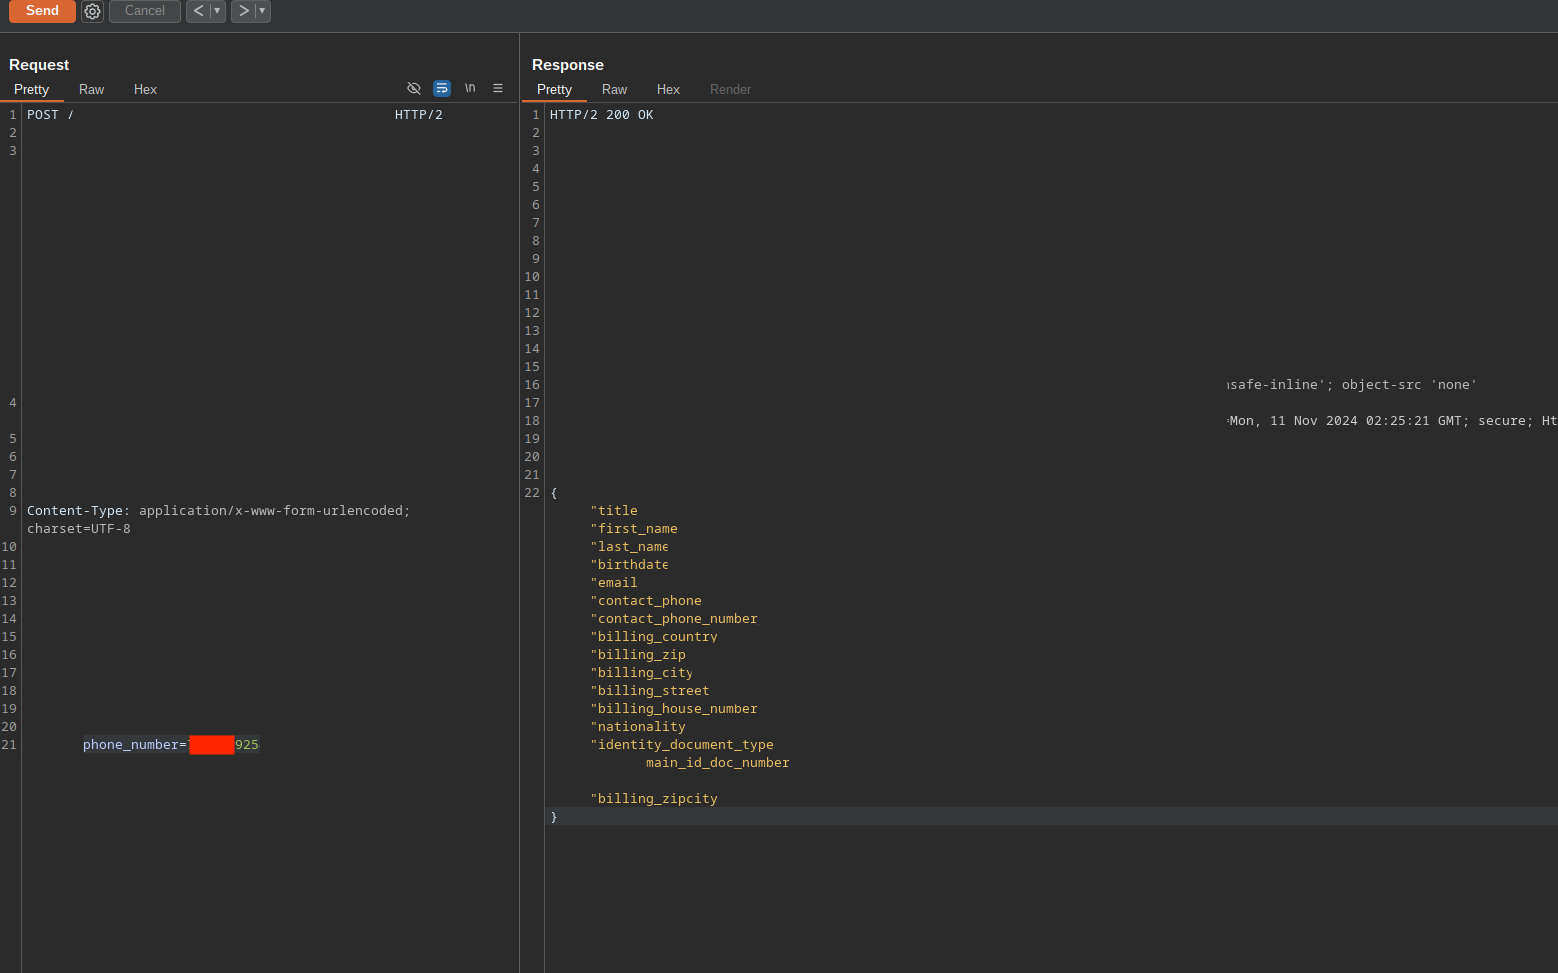 Send Cancel < ▾ > ▾
Request
Pretty Raw Hex \n
1 POST / HTTP/2
2
3
4
5
6
7
8
9 Content-Type: application/x-www-form-urlencoded;
charset=UTF-8
10
11
12
13
14
15
16
17
18
19
20
21 phone_number= 925
Response
Pretty Raw Hex Render
1 HTTP/2 200 OK
2
3
4
5
6
7
8
9
10
11
12
13
14
15
16 safe-inline'; object-src 'none'
17
18 Mon, 11 Nov 2024 02:25:21 GMT; secure; Ht
19
20
21
22 {
"title
"first_name
"last_name
"birthdate
"email
"contact_phone
"contact_phone_number
"billing_country
"billing_zip
"billing_city
"billing_street
"billing_house_number
"nationality
"identity_document_type
main_id_doc_number
"billing_zipcity
}